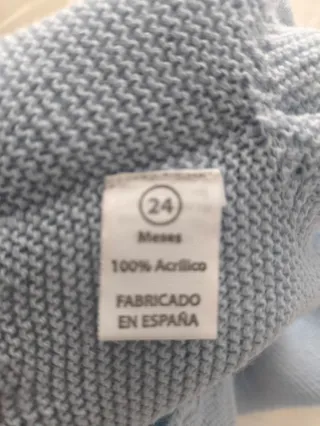 24
Meses
100% Acrílico
FABRICADO
EN ESPAÑA